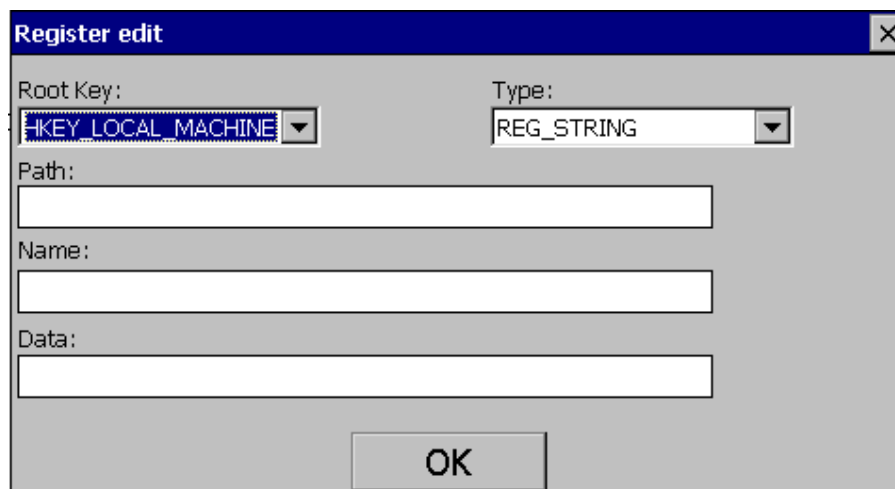 Register edit
Root Key:
Type:
HKEY_LOCAL_MACHINE
REG_STRING
Path:
Name:
Data:
OK